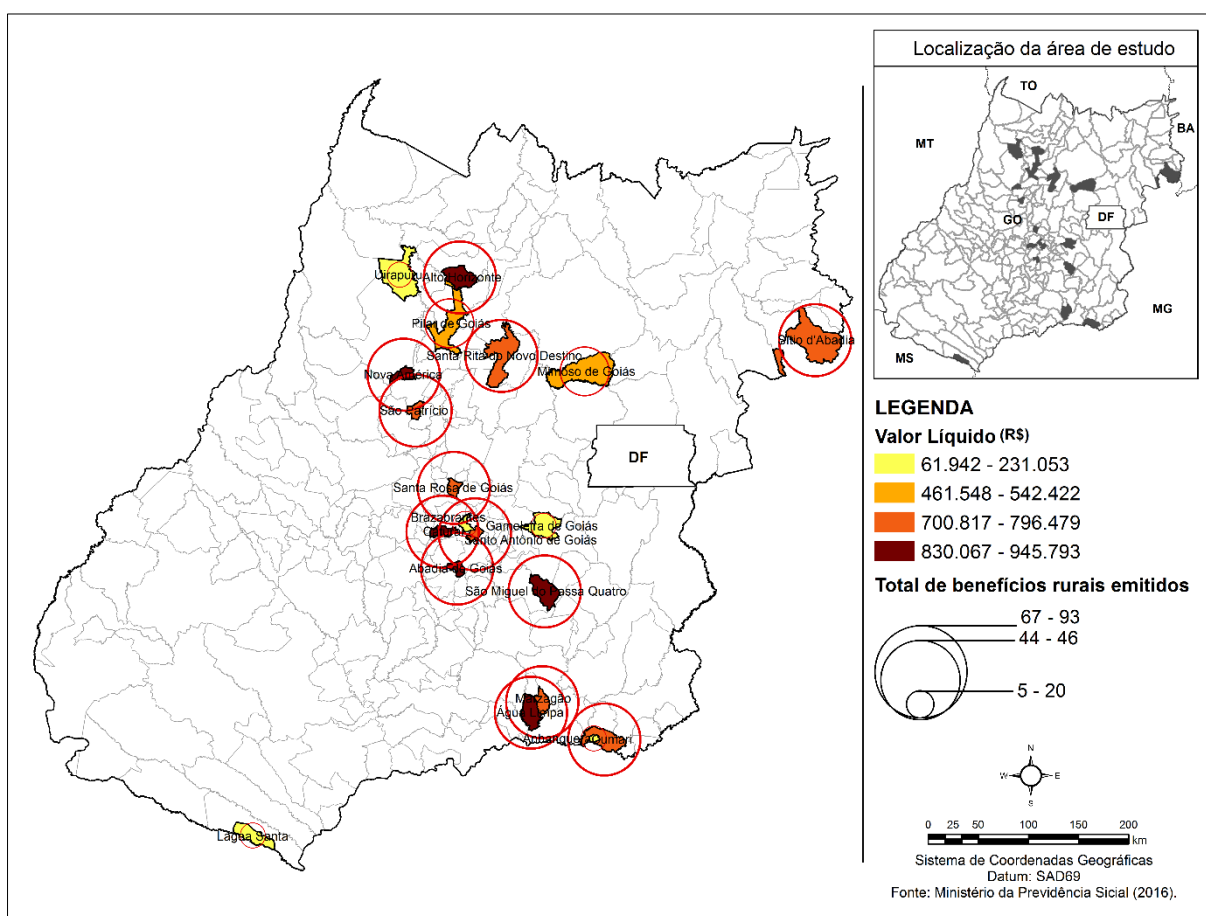 Localização da área de estudo
TO
BA
MT
GO
DF
MG
MS
Uirapuru
Alto Horizonte
Pilar de Goiás
Santa Rita do Novo Destino
Sítio d'Abadia
Mimoso de Goiás
Nova América
São Patrício
DF
Santa Rosa de Goiás
Brazabrantes
Gameleira de Goiás
Santo Antônio de Goiás
Abadia de Goiás
São Miguel do Passa Quatro
Marzagão
Água Limpa
Anhanguera
Cumari
Lagoa Santa
LEGENDA
Valor Líquido (R$)
61.942 - 231.053
461.548 - 542.422
700.817 - 796.479
830.067 - 945.793
Total de benefícios rurais emitidos
67 - 93
44 - 46
5 - 20
N
W E
S
0 25 50 100 150 200
km
Sistema de Coordenadas Geográficas
Datum: SAD69
Fonte: Ministério da Previdência Sicial (2016).